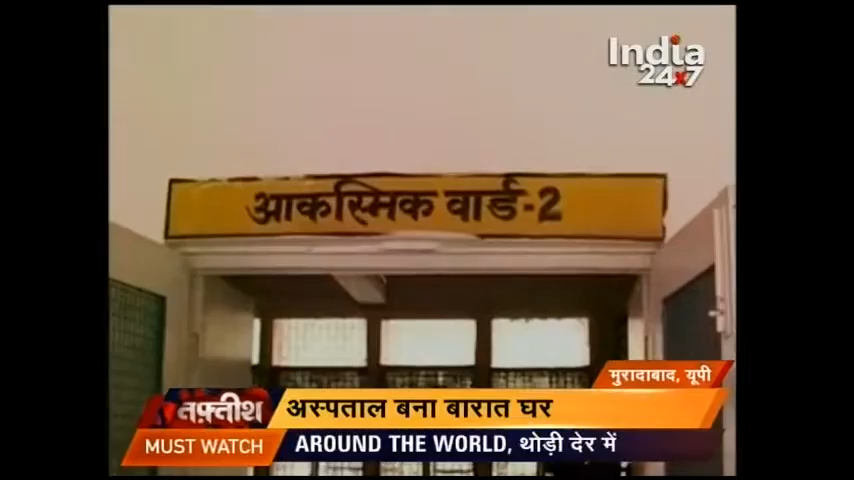 India
24x7
आकस्मिक वार्ड-2
मुरादाबाद, यूपी
तफ़्तीश
अस्पताल बना बारात घर
MUST WATCH
AROUND THE WORLD, थोड़ी देर में